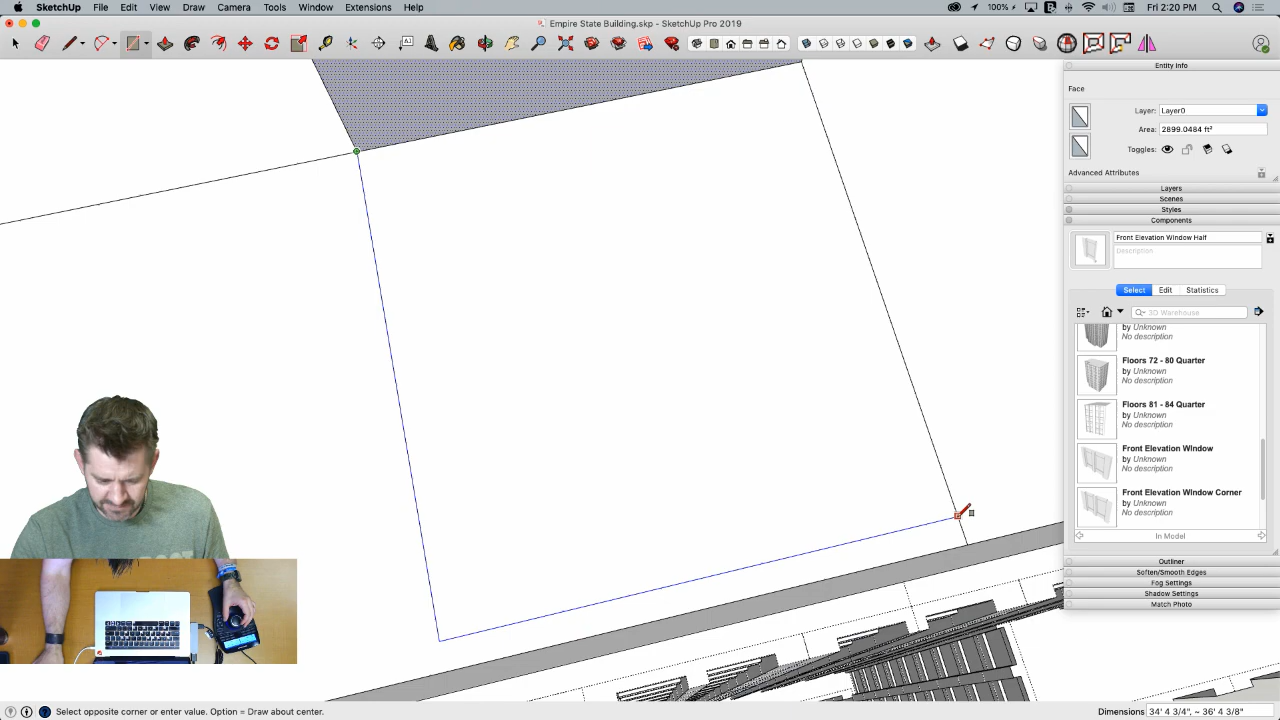 SketchUp File Edit View Draw Camera Tools Window Extensions Help
100% Fri 2:20 PM
Empire State Building.skp - SketchUp Pro 2019
Entity Info
Face
Layer: Layer0
Area: 2899.0484 ft²
Toggles:
Advanced Attributes
Layers
Scenes
Styles
Components
Front Elevation Window Half
Description
Select Edit Statistics
3D Warehouse
by Unknown
No description
Floors 72 - 80 Quarter
by Unknown
No description
Floors 81 - 84 Quarter
by Unknown
No description
Front Elevation Window
by Unknown
No description
Front Elevation Window Corner
by Unknown
No description
In Model
Outliner
Soften/Smooth Edges
Fog Settings
Shadow Settings
Match Photo
Select opposite corner or enter value. Option = Draw about center.
Dimensions 34' 4 3/4", ~ 36' 4 3/8"